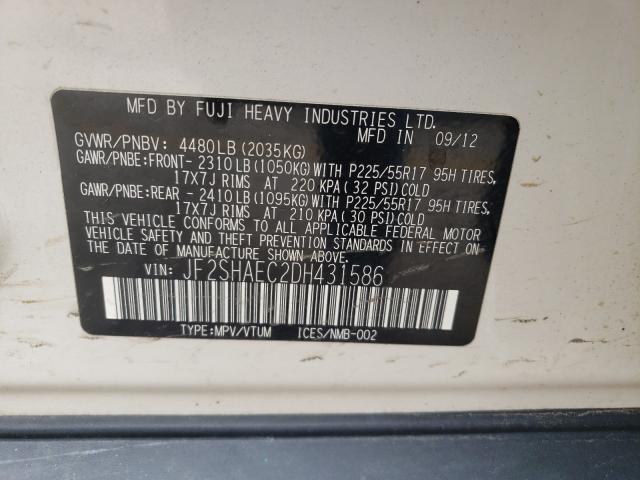 MFD BY FUJI HEAVY INDUSTRIES LTD.
MFD IN 09/12
GVWR/PNBV: 4480LB(2035KG)
GAWR/PNBE:FRONT- 2310LB(1050KG)WITH P225/55R17 95H TIRES,
17X7J RIMS AT 220 KPA(32 PSI)COLD
GAWR/PNBE:REAR - 2410LB(1095KG)WITH P225/55R17 95H TIRES,
17X7J RIMS AT 210 KPA(30 PSI)COLD
THIS VEHICLE CONFORMS TO ALL APPLICABLE FEDERAL MOTOR
VEHICLE SAFETY AND THEFT PREVENTION STANDARDS IN
EFFECT ON THE DATE OF MANUFACTURE SHOWN ABOVE.
VIN: JF2SHAEC2DH431586
TYPE:MPV/VTUM ICES/NMB-002